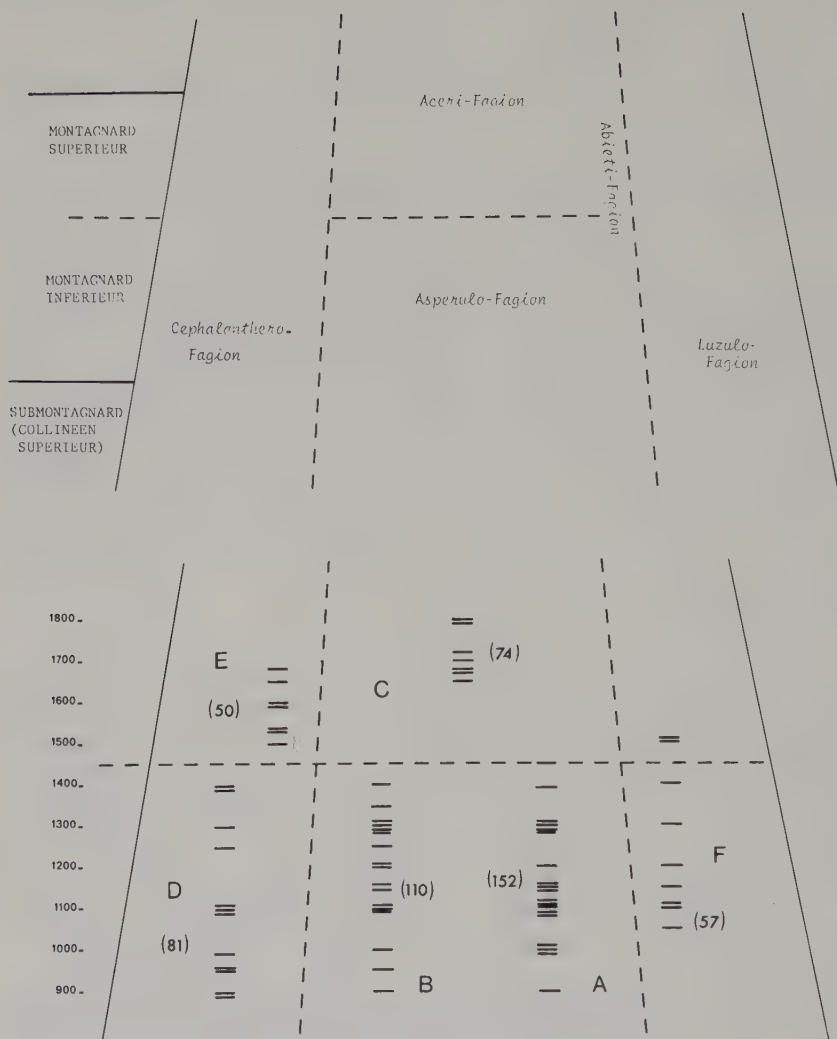 Aceri-Fagion
MONTAGNARD
SUPERIEUR
Abieti-Fagion
MONTAGNARD
INFERIEUR
Asperulo-Fagion
Cephalanthero-
Fagion
Luzulo-
Fagion
SUBMONTAGNARD
(COLLINEEN
SUPERIEUR)
1800-
E
C
(74)
1700-
1600-
(50)
1500-
1400-
1300-
1200-
F
D
(110)
(152)
1100-
(57)
1000-
(81)
900-
B
A